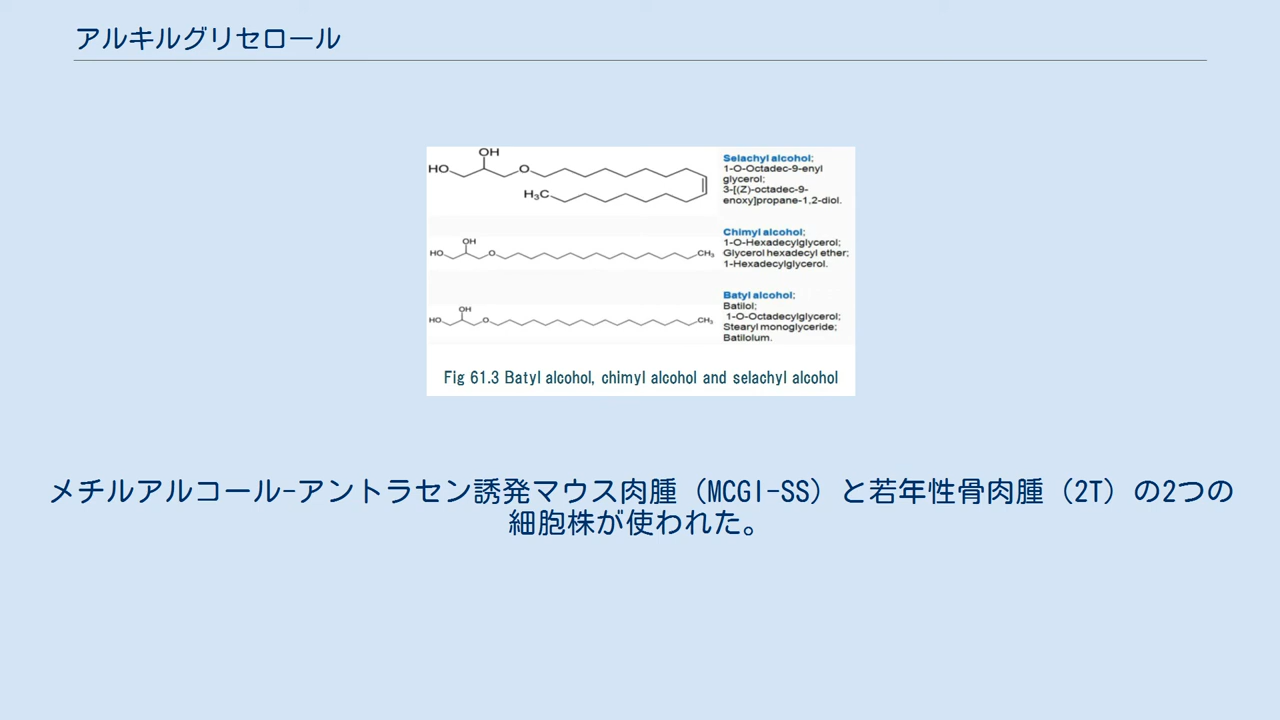 アルキルグリセロール
OH
HO
O
H₃C
Selachyl alcohol;
1-O-Octadec-9-enyl
glycerol;
3-[(Z)-octadec-9-
enoxy]propane-1,2-diol.
OH
HO
O
CH₃
Chimyl alcohol;
1-O-Hexadecylglycerol;
Glycerol hexadecyl ether;
1-Hexadecylglycerol.
OH
HO
O
CH₃
Batyl alcohol;
Batilol;
1-O-Octadecylglycerol;
Stearyl monoglyceride;
Batilolum.
Fig 61.3 Batyl alcohol, chimyl alcohol and selachyl alcohol
メチルアルコール-アントラセン誘発マウス肉腫（MCGI-SS）と若年性骨肉腫（2T）の2つの
細胞株が使われた。